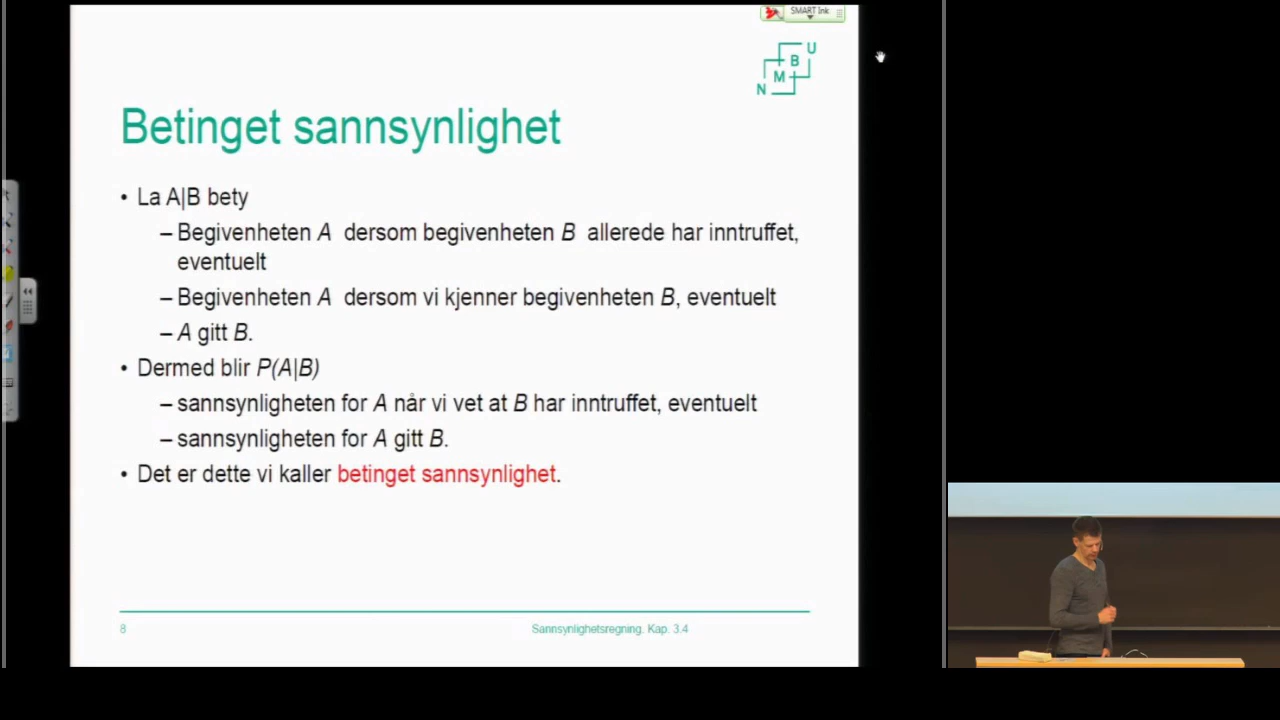 SMART Ink
U
B
M
N
Betinget sannsynlighet
• La A|B bety
– Begivenheten A dersom begivenheten B allerede har inntruffet,
eventuelt
– Begivenheten A dersom vi kjenner begivenheten B, eventuelt
– A gitt B.
• Dermed blir P(A|B)
– sannsynligheten for A når vi vet at B har inntruffet, eventuelt
– sannsynligheten for A gitt B.
• Det er dette vi kaller betinget sannsynlighet.
8
Sannsynlighetsregning. Kap. 3.4